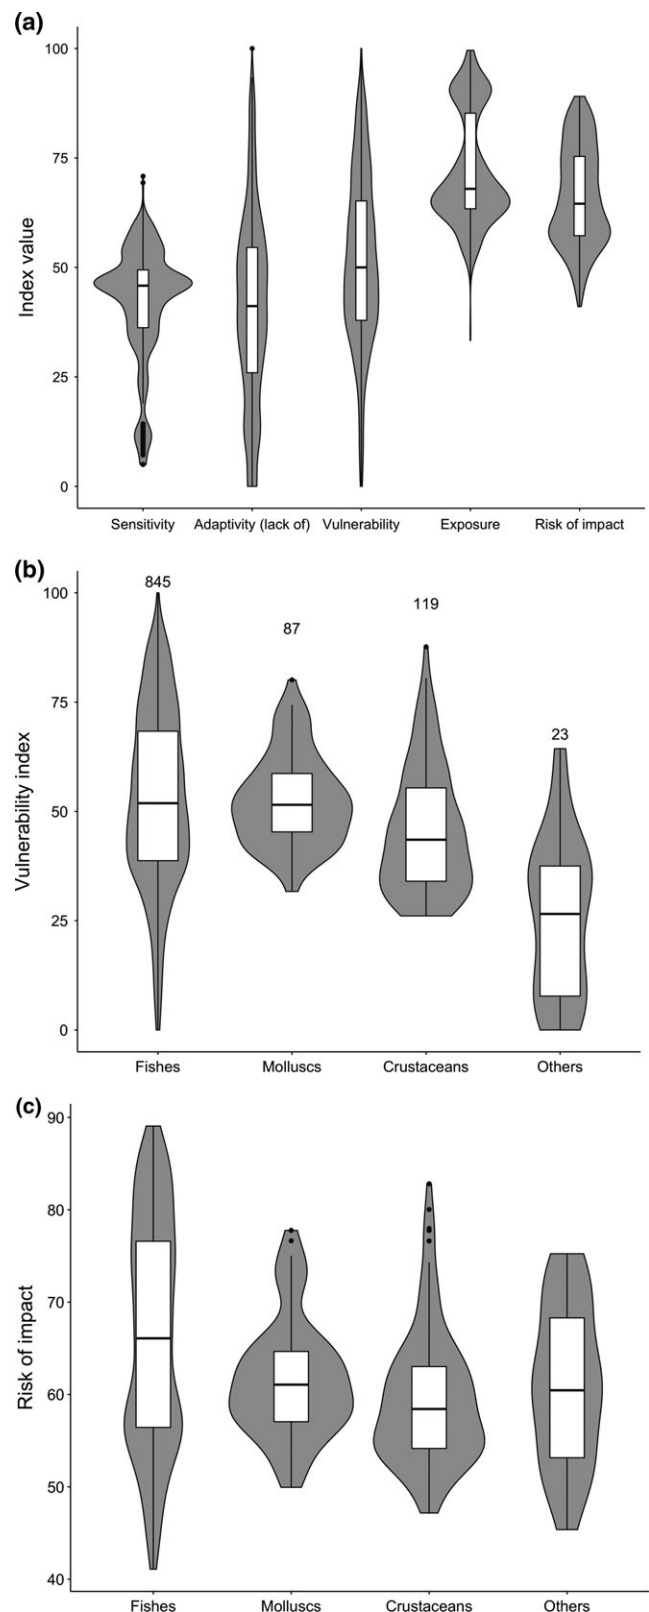 (a)
100
75
50
25
0
Index value
Sensitivity Adaptivity (lack of) Vulnerability Exposure Risk of impact
(b)
845
119
87
23
100
75
50
25
0
Vulnerability index
Fishes Molluscs Crustaceans Others
(c)
90
80
70
60
50
40
Risk of impact
Fishes Molluscs Crustaceans Others